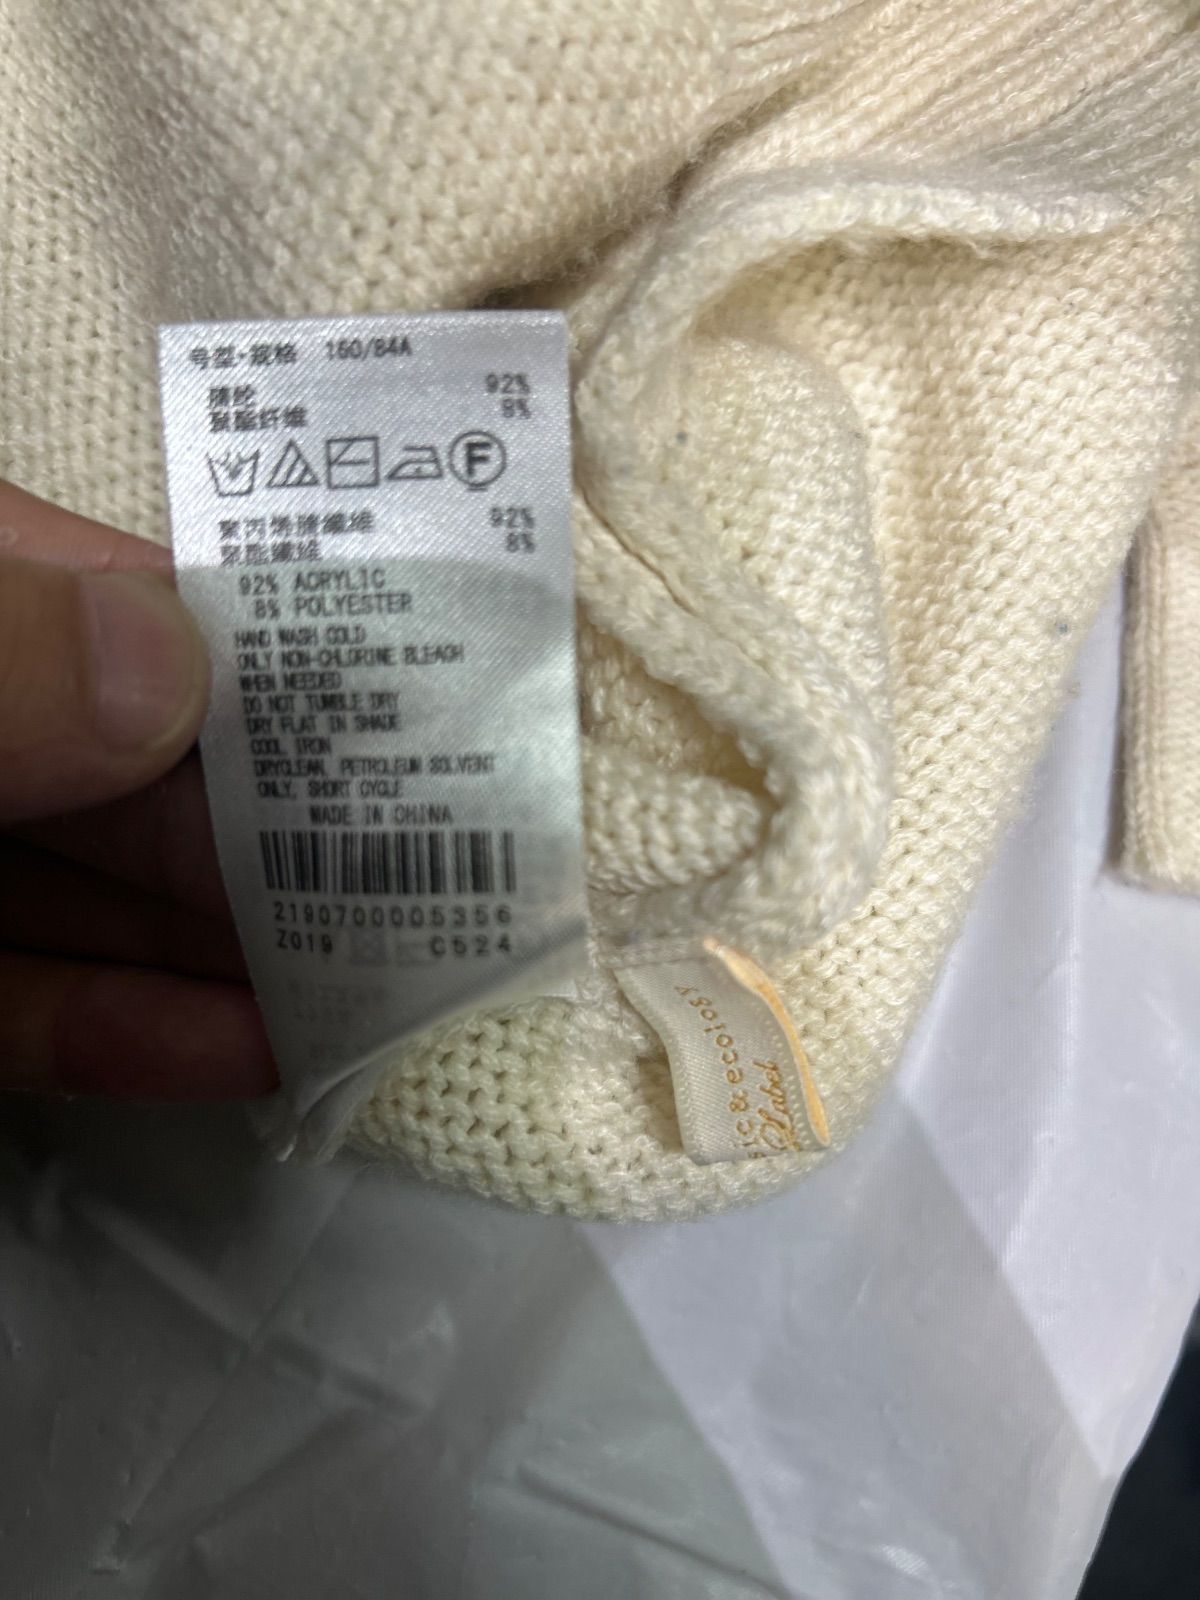 号型·规格 160/84A
腈纶 92%
聚酯纤维 8%
F
聚丙烯腈纖維 92%
聚酯纖維 8%
92% ACRYLIC
8% POLYESTER
HAND WASH COLD
ONLY NON-CHLORINE BLEACH
WHEN NEEDED
DO NOT TUMBLE DRY
DRY FLAT IN SHADE
COOL IRON
DRYCLEAN, PETROLEUM SOLVENT
ONLY, SHORT CYCLE
MADE IN CHINA
2190700005356
Z019 C524
& ecology
Label